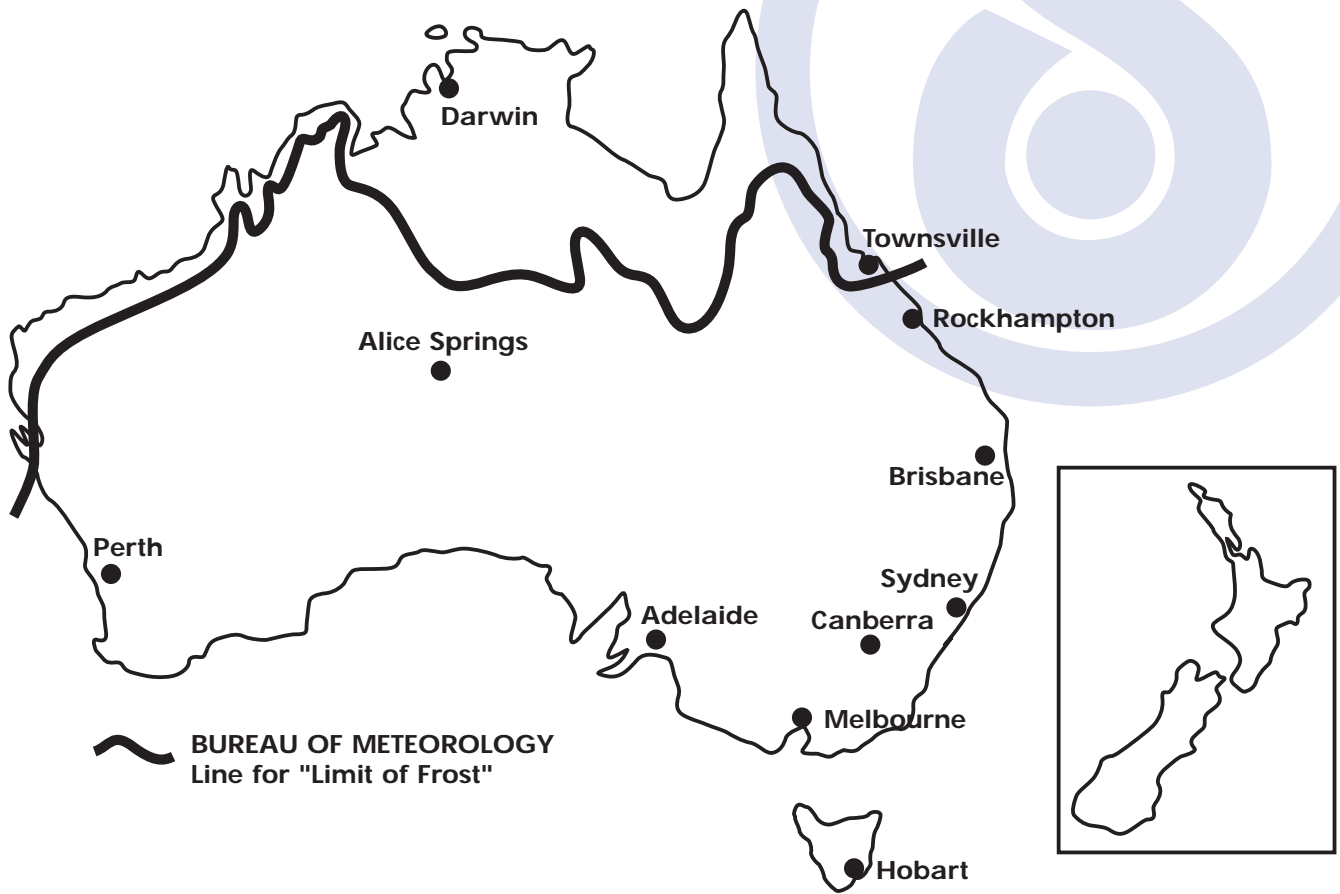 Darwin
Townsville
Rockhampton
Alice Springs
Brisbane
Perth
Sydney
Adelaide
Canberra
Melbourne
BUREAU OF METEOROLOGY
Line for "Limit of Frost"
Hobart